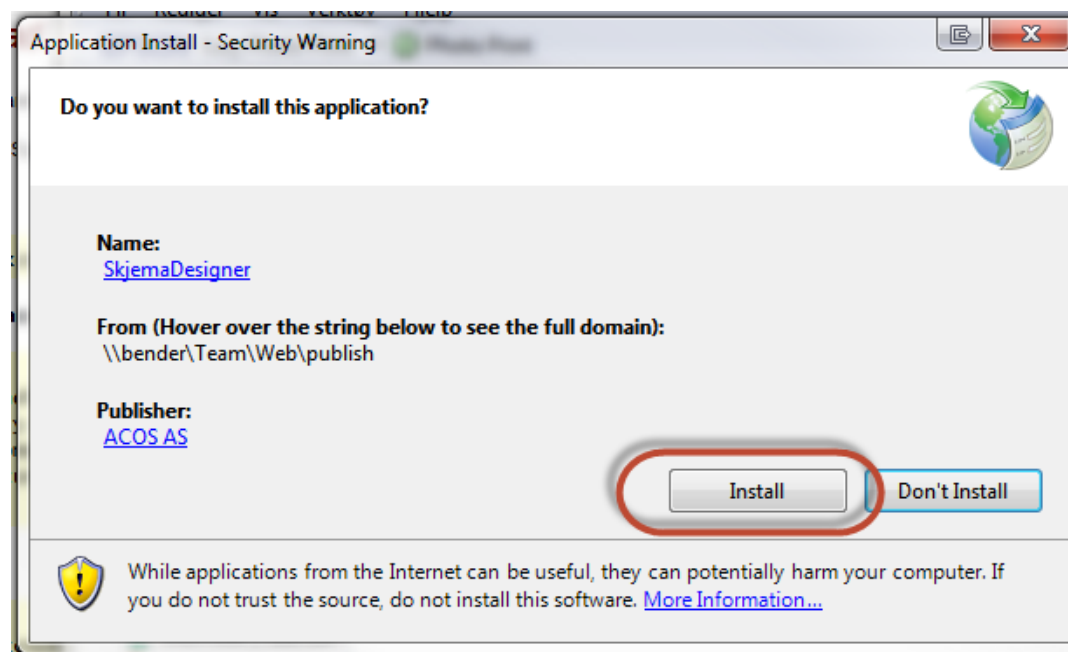 Application Install - Security Warning
Do you want to install this application?
Name:
SkjemaDesigner
From (Hover over the string below to see the full domain):
\\bender\Team\Web\publish
Publisher:
ACOS AS
Install
Don't Install
While applications from the Internet can be useful, they can potentially harm your computer. If
you do not trust the source, do not install this software. More Information...